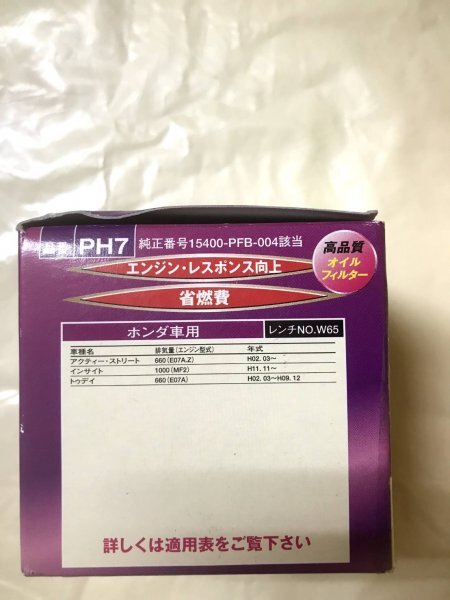 品番 PH7 純正番号15400-PFB-004該当
エンジン・レスポンス向上
省燃費
高品質
オイル
フィルター
ホンダ車用 レンチNO.W65
車種名 排気量(エンジン型式) 年式
アクティー・ストリート 660(E07A.Z) H02.03〜
インサイト 1000(MF2) H11.11〜
トゥデイ 660(E07A) H02.03〜H09.12
詳しくは適用表をご覧下さい